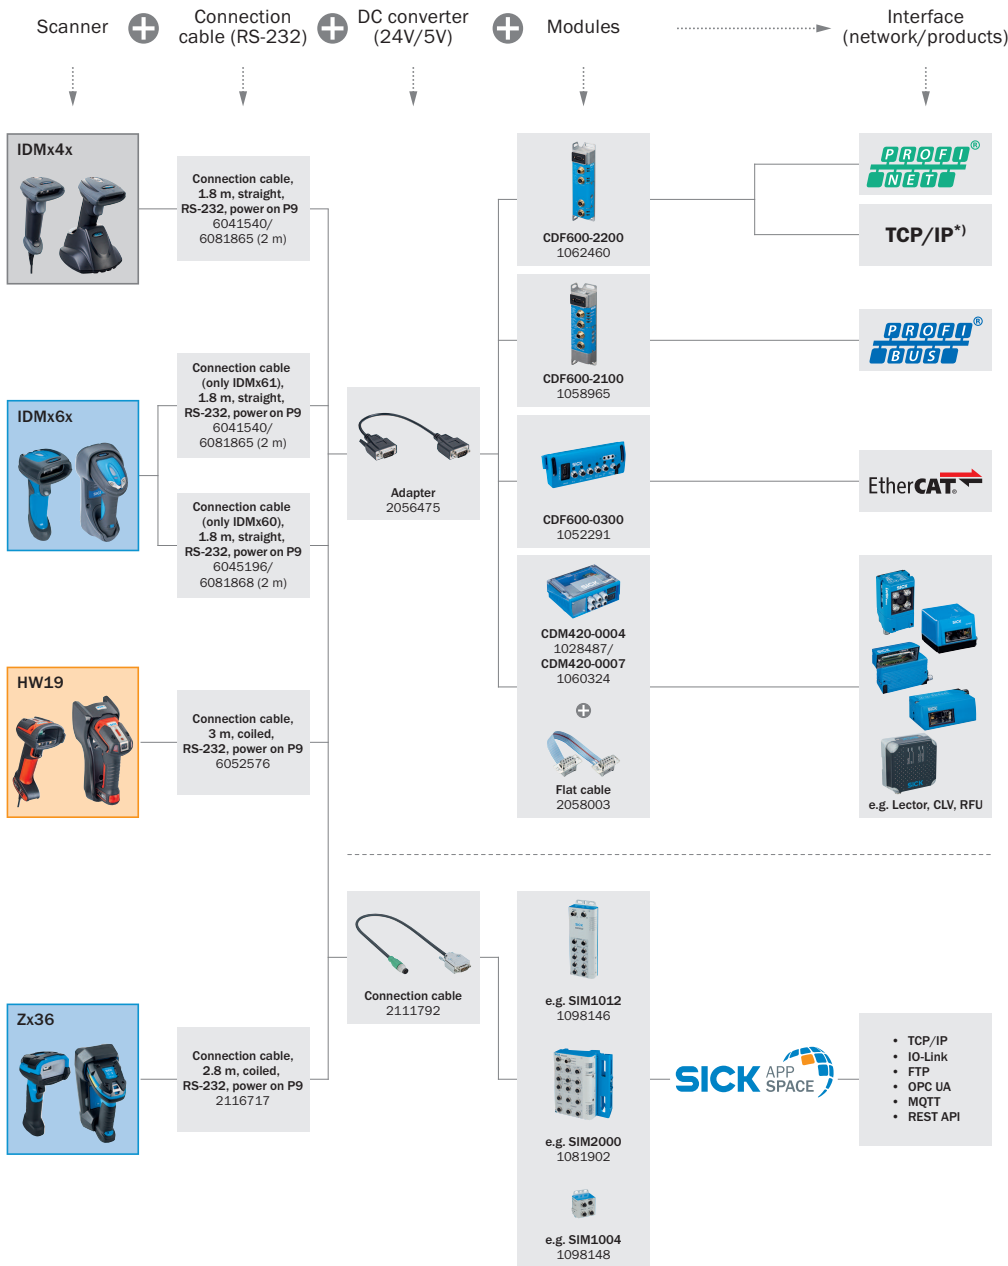 Scanner
Connection
cable (RS-232)
DC converter
(24V/5V)
Modules
Interface
(network/products)
IDMx4x
Connection cable,
1.8 m, straight,
RS-232, power on P9
6041540/
6081865 (2 m)
CDF600-2200
1062460
PROFI®
NET
TCP/IP*)
IDMx6x
Connection cable
(only IDMx61),
1.8 m, straight,
RS-232, power on P9
6041540/
6081865 (2 m)
Connection cable
(only IDMx60),
1.8 m, straight,
RS-232, power on P9
6045196/
6081868 (2 m)
Adapter
2056475
CDF600-2100
1058965
PROFI®
BUS
SICK
CDF600-0300
1052291
EtherCAT®
SICK
CDM420-0004
1028487/
CDM420-0007
1060324
Flat cable
2058003
SICK
SICK
SICK
SICK
e.g. Lector, CLV, RFU
HW19
Connection cable,
3 m, coiled,
RS-232, power on P9
6052576
Zx36
Connection cable,
2.8 m, coiled,
RS-232, power on P9
2116717
Connection cable
2111792
e.g. SIM1012
1098146
e.g. SIM2000
1081902
e.g. SIM1004
1098148
SICK APP
SPACE
• TCP/IP
• IO-Link
• FTP
• OPC UA
• MQTT
• REST API